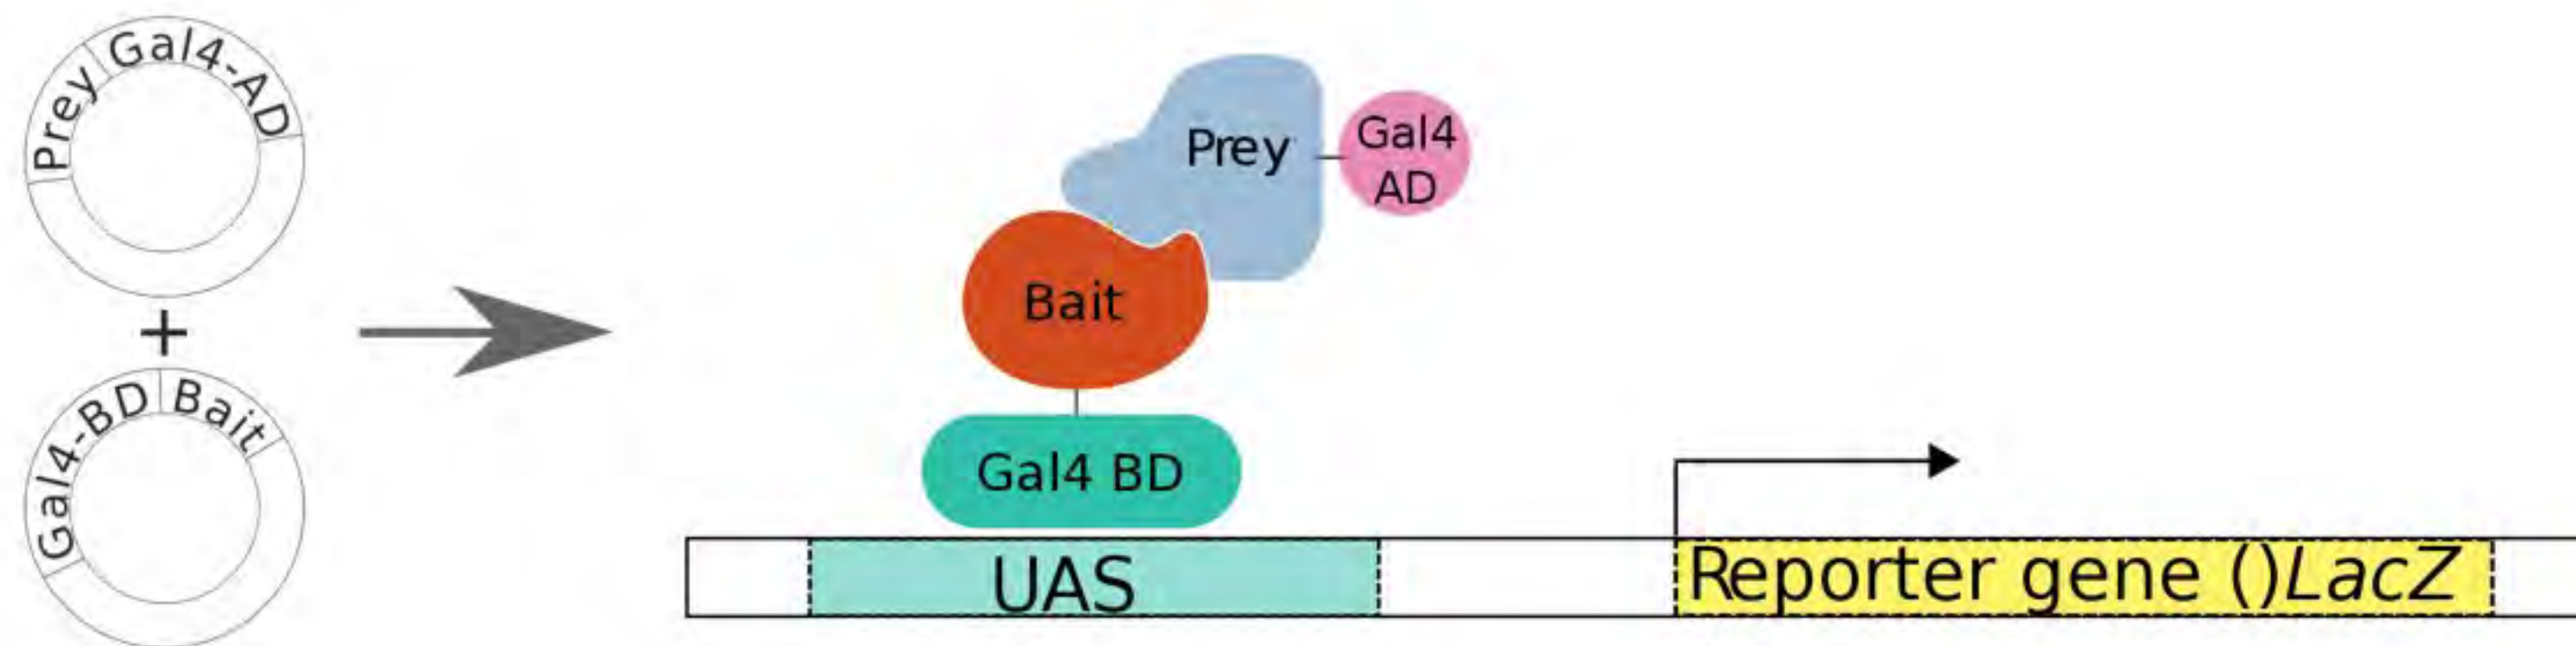 Prey Gal4-AD
+
Gal4-BD Bait
Prey
Gal4
AD
Bait
Gal4 BD
UAS
Reporter gene ()LacZ